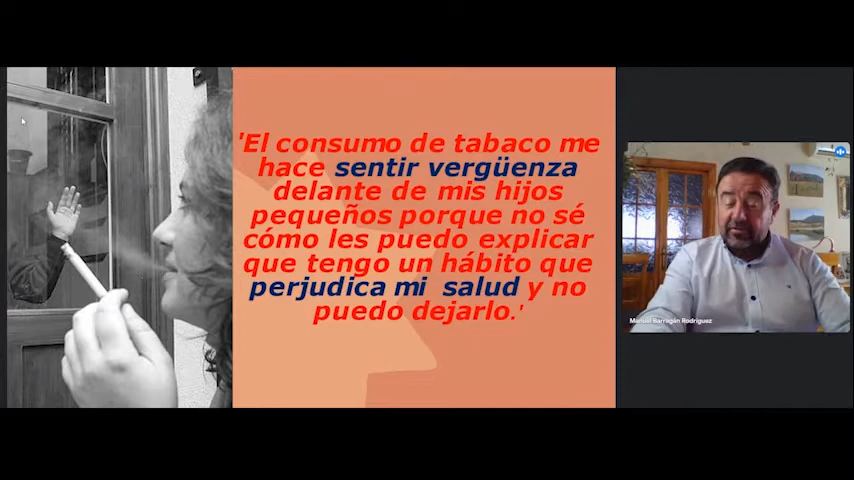 'El consumo de tabaco me
hace sentir vergüenza
delante de mis hijos
pequeños porque no sé
cómo les puedo explicar
que tengo un hábito que
perjudica mi salud y no
puedo dejarlo.'
Manuel Barragán Rodríguez